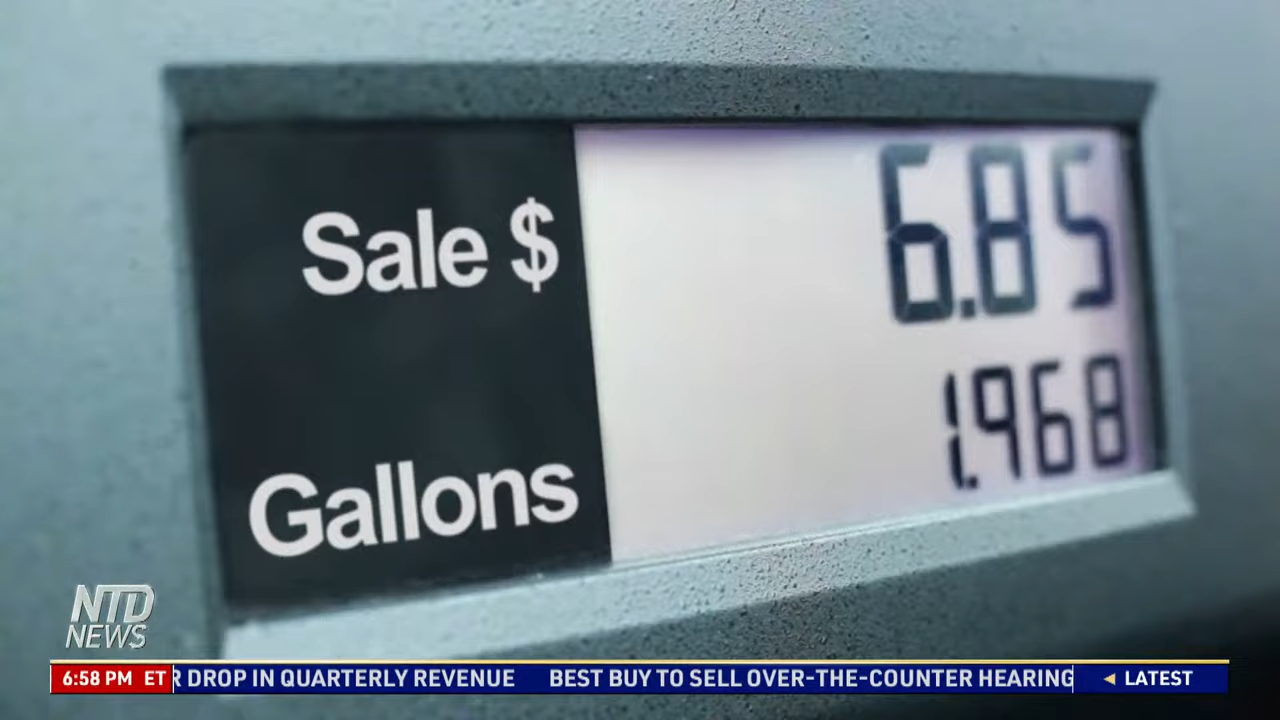 Sale $ 6.85
Gallons 1.968
NTD
NEWS
6:58 PM ET
R DROP IN QUARTERLY REVENUE BEST BUY TO SELL OVER-THE-COUNTER HEARING
LATEST